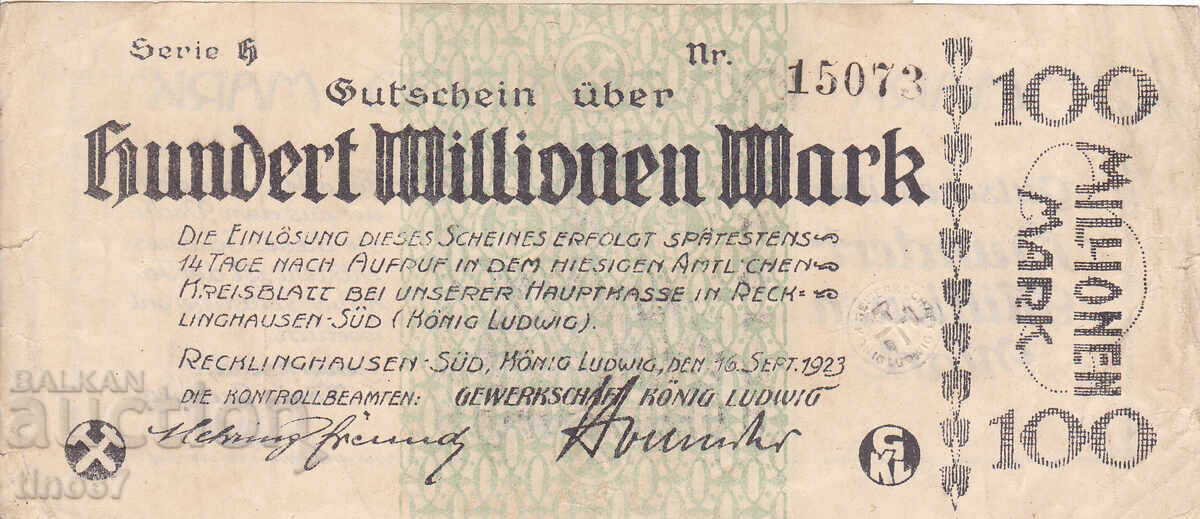 Serie H
Nr. 15073
Gutschein über
Hundert Millionen Mark
DIE EINLÖSUNG DIESES SCHEINES ERFOLGT SPÄTESTENS
14 TAGE NACH AUFRUF IN DEM HIESIGEN AMTLICHEN
KREISBLATT BEI UNSERER HAUPTKASSE IN RECK=
LINGHAUSEN-SÜD (KÖNIG LUDWIG).
RECKLINGHAUSEN-SÜD, KÖNIG LUDWIG, DEN 16. SEPT. 1923
DIE KONTROLLBEAMTEN: GEWERKSCHAFT KÖNIG LUDWIG
GKL
100
MILLIONEN
MARK
100
BALKAN
auction
tino67